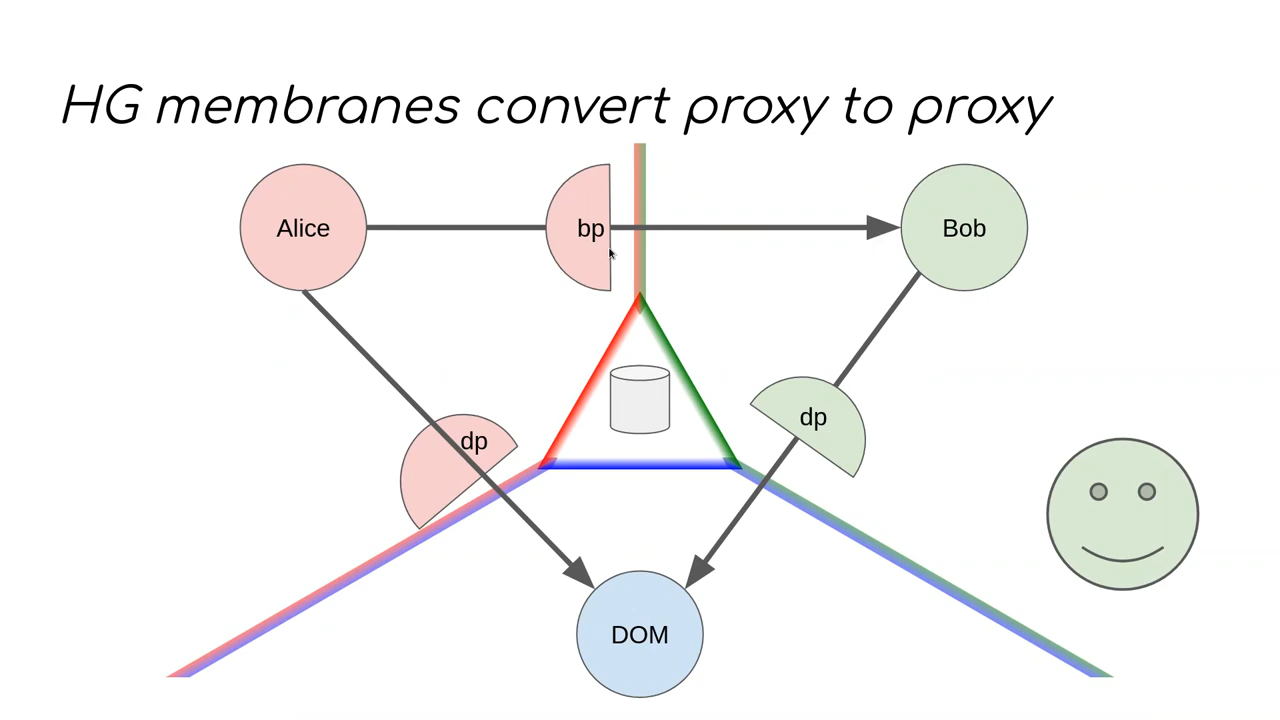 HG membranes convert proxy to proxy
Alice
bp
Bob
dp
dp
DOM